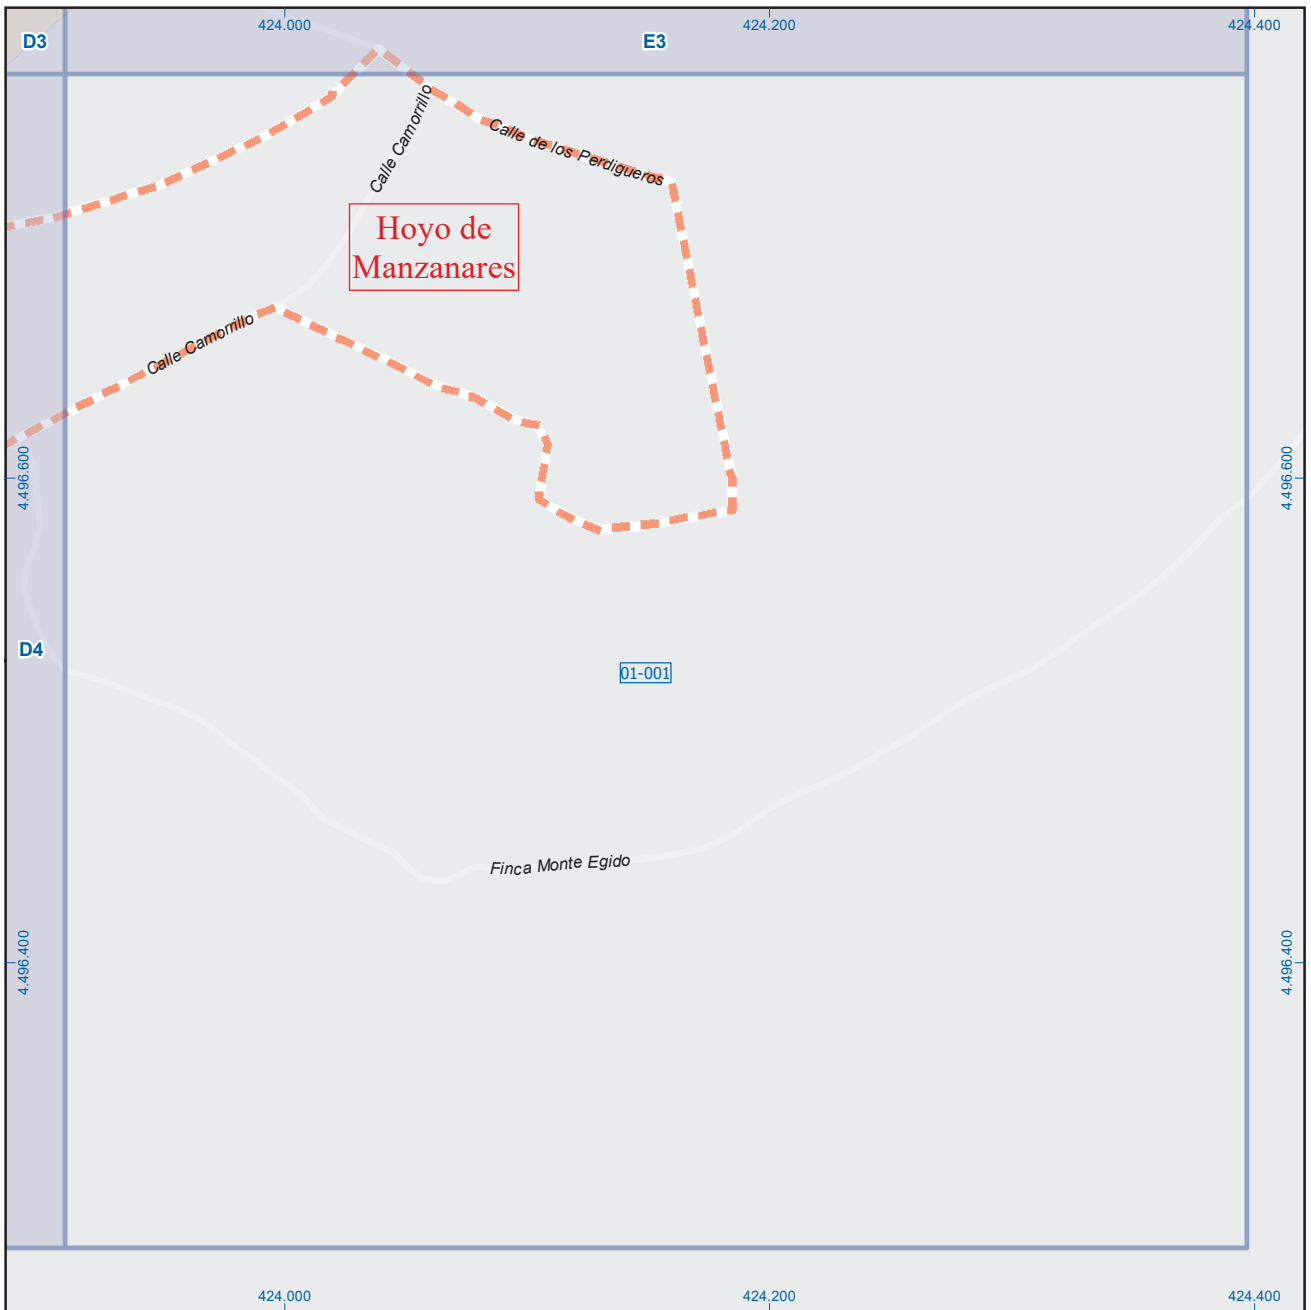 424.000
424.200
424.400
D3
E3
Calle Camorrillo
Calle de los Perdigueros
Hoyo de
Manzanares
Calle Camorrillo
4.496.600
4.496.600
D4
01-001
Finca Monte Egido
4.496.400
4.496.400
424.000
424.200
424.400